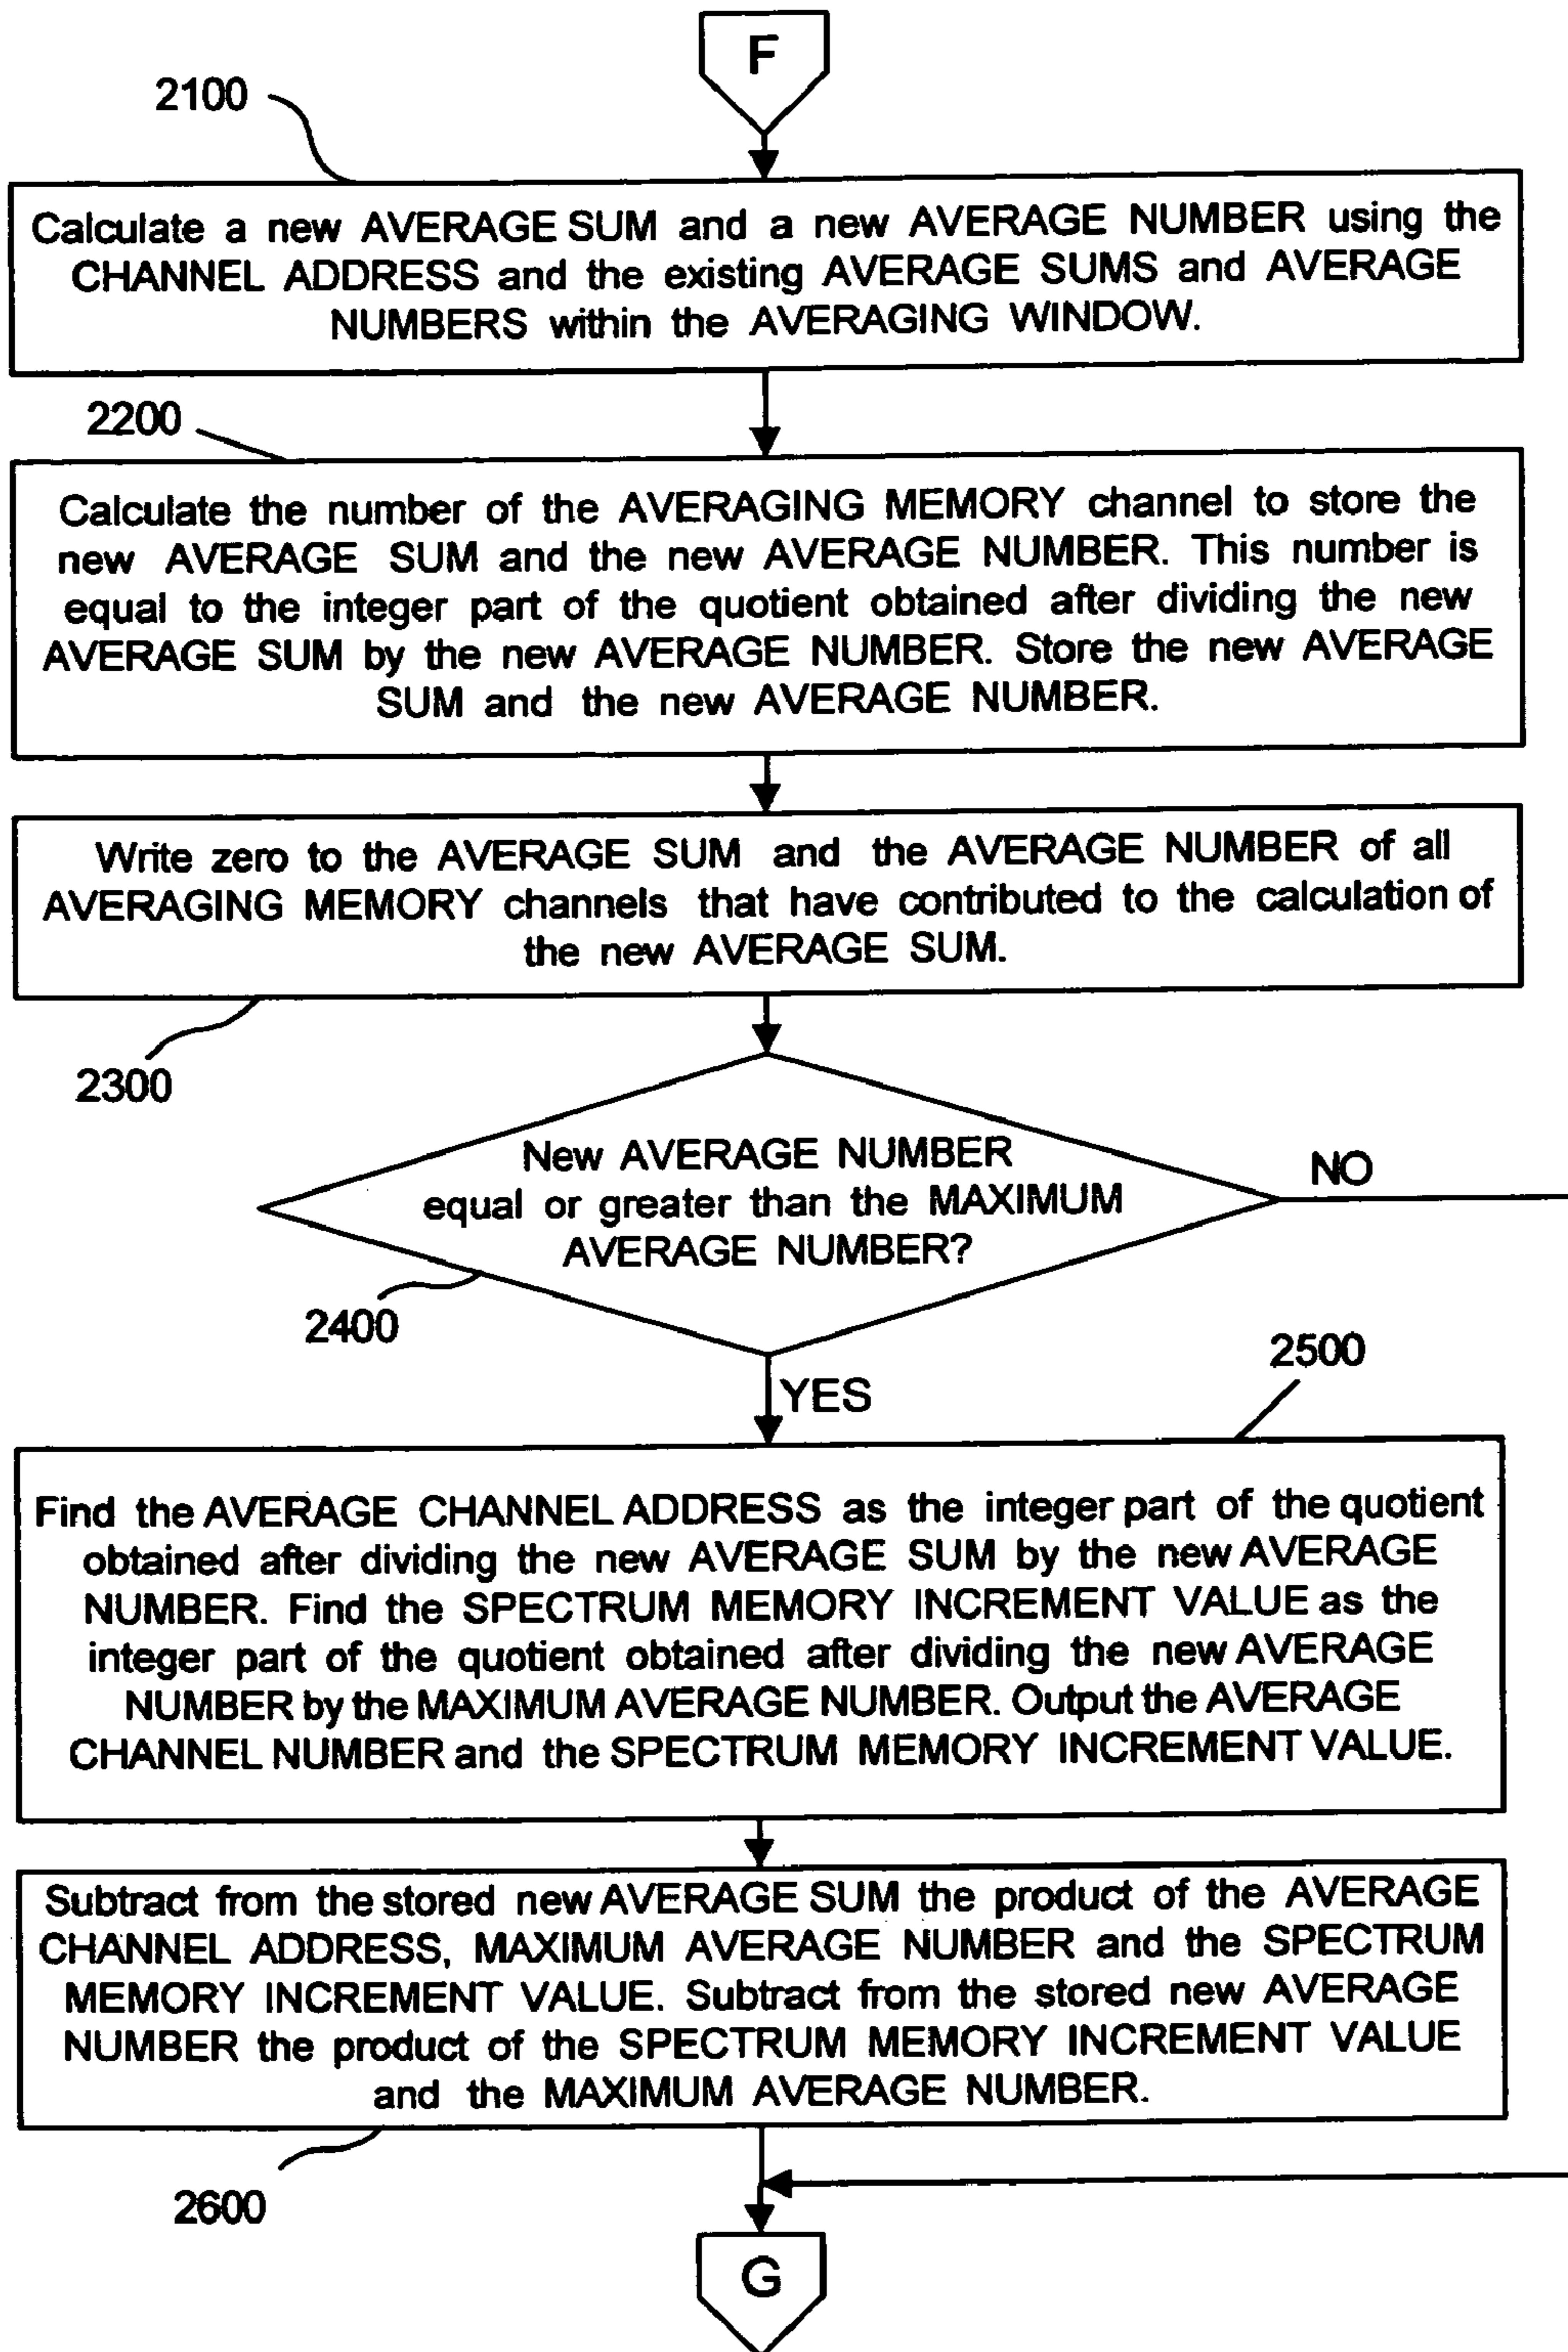 F
2100
Calculate a new AVERAGE SUM and a new AVERAGE NUMBER using the
CHANNEL ADDRESS and the existing AVERAGE SUMS and AVERAGE
NUMBERS within the AVERAGING WINDOW.
2200
Calculate the number of the AVERAGING MEMORY channel to store the
new AVERAGE SUM and the new AVERAGE NUMBER. This number is
equal to the integer part of the quotient obtained after dividing the new
AVERAGE SUM by the new AVERAGE NUMBER. Store the new AVERAGE
SUM and the new AVERAGE NUMBER.
Write zero to the AVERAGE SUM and the AVERAGE NUMBER of all
AVERAGING MEMORY channels that have contributed to the calculation of
the new AVERAGE SUM.
2300
New AVERAGE NUMBER
equal or greater than the MAXIMUM
AVERAGE NUMBER?
NO
2400
YES
2500
Find the AVERAGE CHANNEL ADDRESS as the integer part of the quotient
obtained after dividing the new AVERAGE SUM by the new AVERAGE
NUMBER. Find the SPECTRUM MEMORY INCREMENT VALUE as the
integer part of the quotient obtained after dividing the new AVERAGE
NUMBER by the MAXIMUM AVERAGE NUMBER. Output the AVERAGE
CHANNEL NUMBER and the SPECTRUM MEMORY INCREMENT VALUE.
Subtract from the stored new AVERAGE SUM the product of the AVERAGE
CHANNEL ADDRESS, MAXIMUM AVERAGE NUMBER and the SPECTRUM
MEMORY INCREMENT VALUE. Subtract from the stored new AVERAGE
NUMBER the product of the SPECTRUM MEMORY INCREMENT VALUE
and the MAXIMUM AVERAGE NUMBER.
2600
G